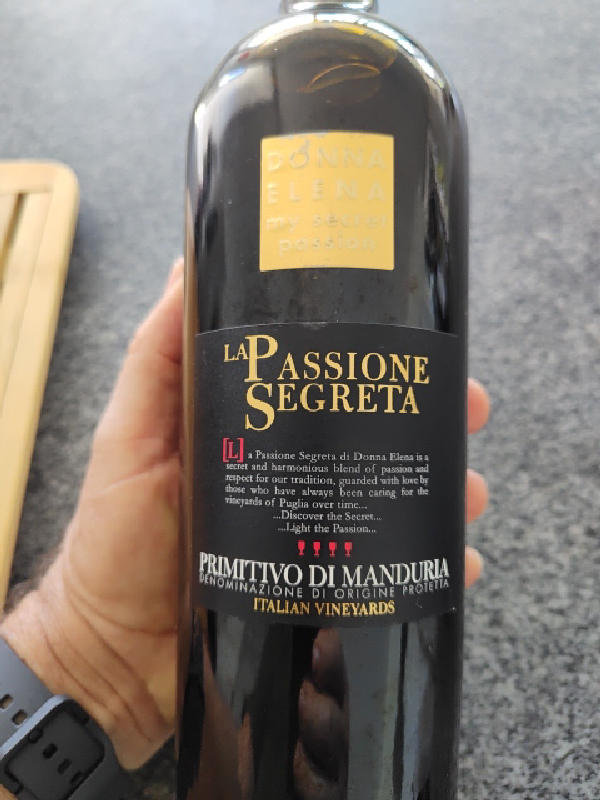 DONNA
ELENA
my secret
passion
LA PASSIONE
SEGRETA
[L]a Passione Segreta di Donna Elena is a
secret and harmonious blend of passion and
respect for our tradition, guarded with love by
those who have always been caring for the
vineyards of Puglia over time...
...Discover the Secret...
...Light the Passion...
PRIMITIVO DI MANDURIA
DENOMINAZIONE DI ORIGINE PROTETTA
ITALIAN VINEYARDS